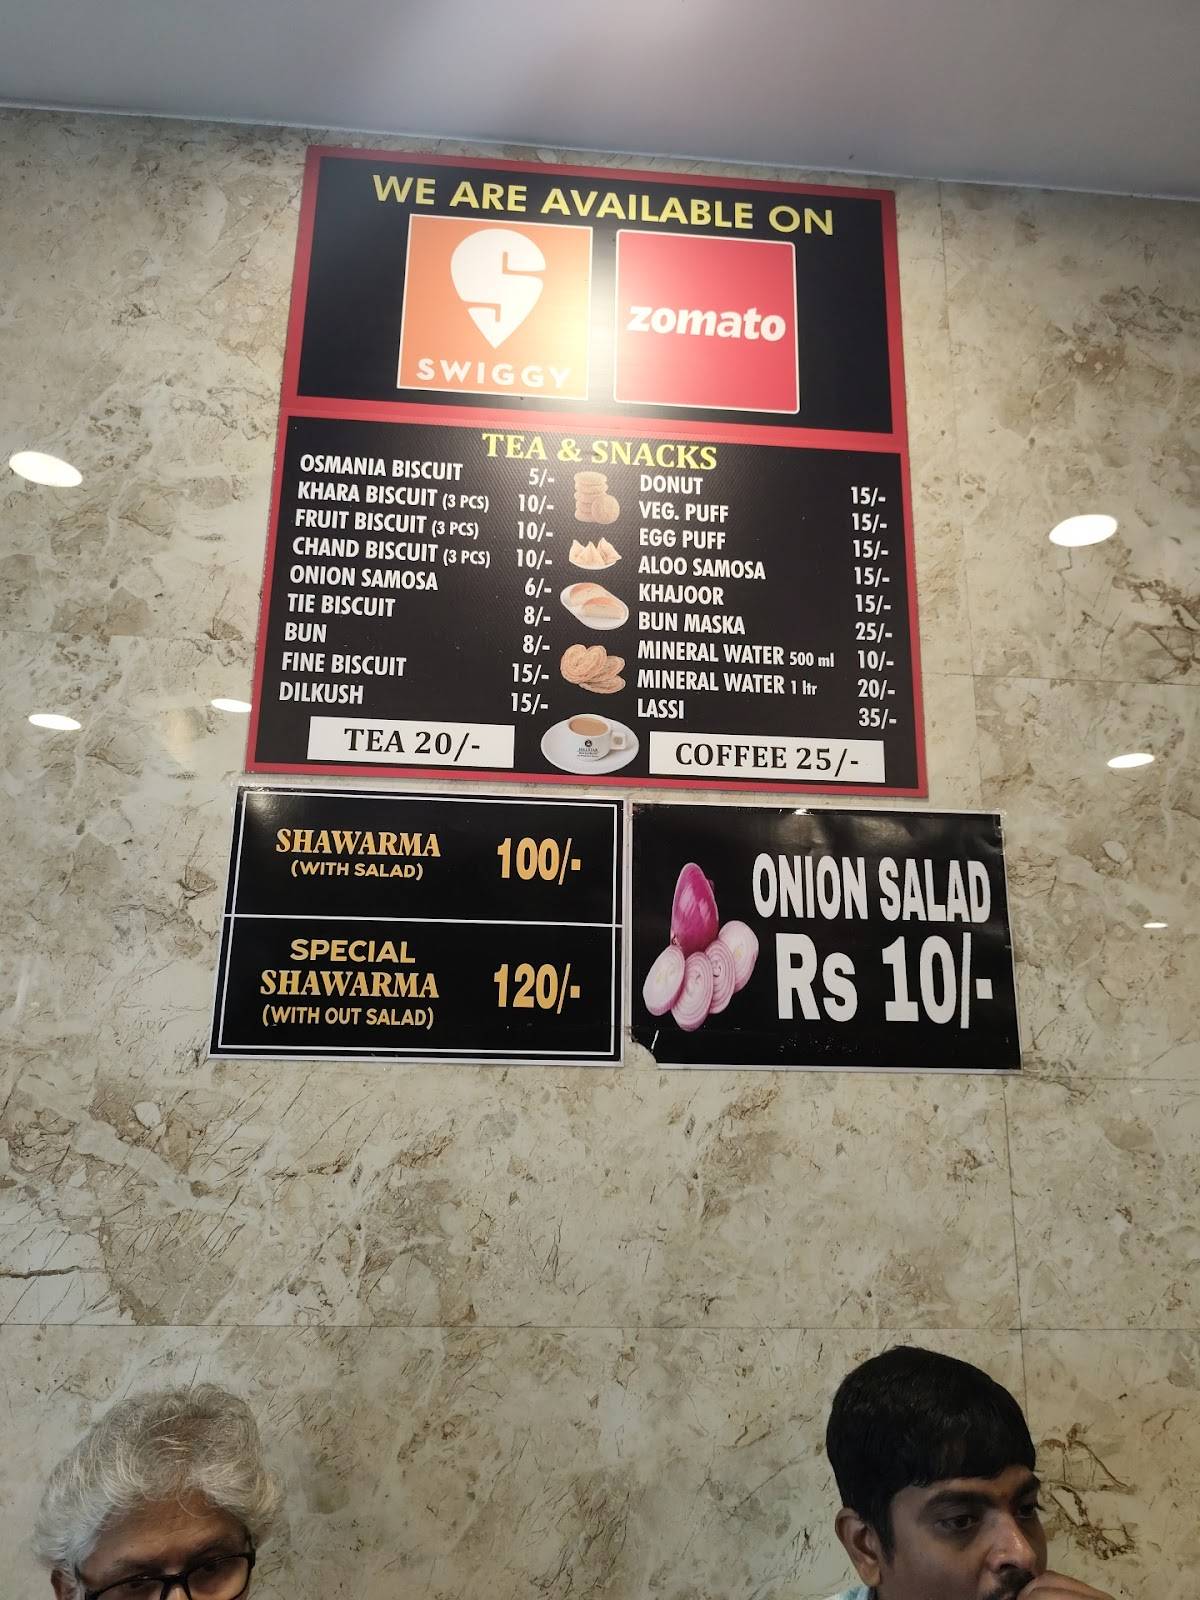 WE ARE AVAILABLE ON
SWIGGY
zomato
TEA & SNACKS
OSMANIA BISCUIT 5/-
KHARA BISCUIT (3 PCS) 10/-
FRUIT BISCUIT (3 PCS) 10/-
CHAND BISCUIT (3 PCS) 10/-
ONION SAMOSA 6/-
TIE BISCUIT 8/-
BUN 8/-
FINE BISCUIT 15/-
DILKUSH 15/-
DONUT 15/-
VEG. PUFF 15/-
EGG PUFF 15/-
ALOO SAMOSA 15/-
KHAJOOR 15/-
BUN MASKA 25/-
MINERAL WATER 500 ml 10/-
MINERAL WATER 1 ltr 20/-
LASSI 35/-
TEA 20/-
COFFEE 25/-
SHAWARMA 100/-
(WITH SALAD)
SPECIAL
SHAWARMA 120/-
(WITH OUT SALAD)
ONION SALAD
Rs 10/-